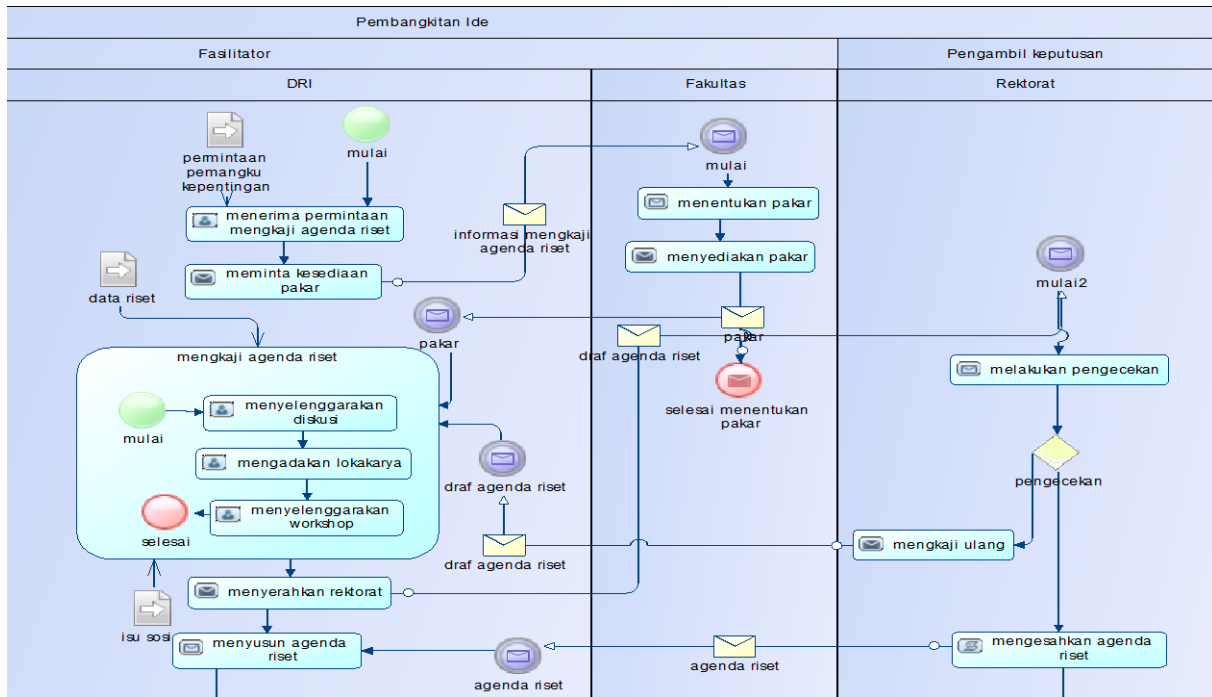 Pembangkitan Ide
Fasilitator
Pengambil keputusan
DRI
Fakultas
Rektorat
permintaan
pemangku
kepentingan
mulai
menerima permintaan
mengkaji agenda riset
meminta kesediaan
pakar
data riset
informasi mengkaji
agenda riset
mulai
menentukan pakar
menyediakan pakar
mulai2
pakar
pakar
draf agenda riset
selesai menentukan
pakar
melakukan pengecekan
pengecekan
mengkaji ulang
mengkaji agenda riset
mulai
menyelenggarakan
diskusi
mengadakan lokakarya
menyelenggarakan
workshop
selesai
draf agenda riset
draf agenda riset
menyerahkan rektorat
isu sosi
menyusun agenda
riset
agenda riset
agenda riset
mengesahkan agenda
riset